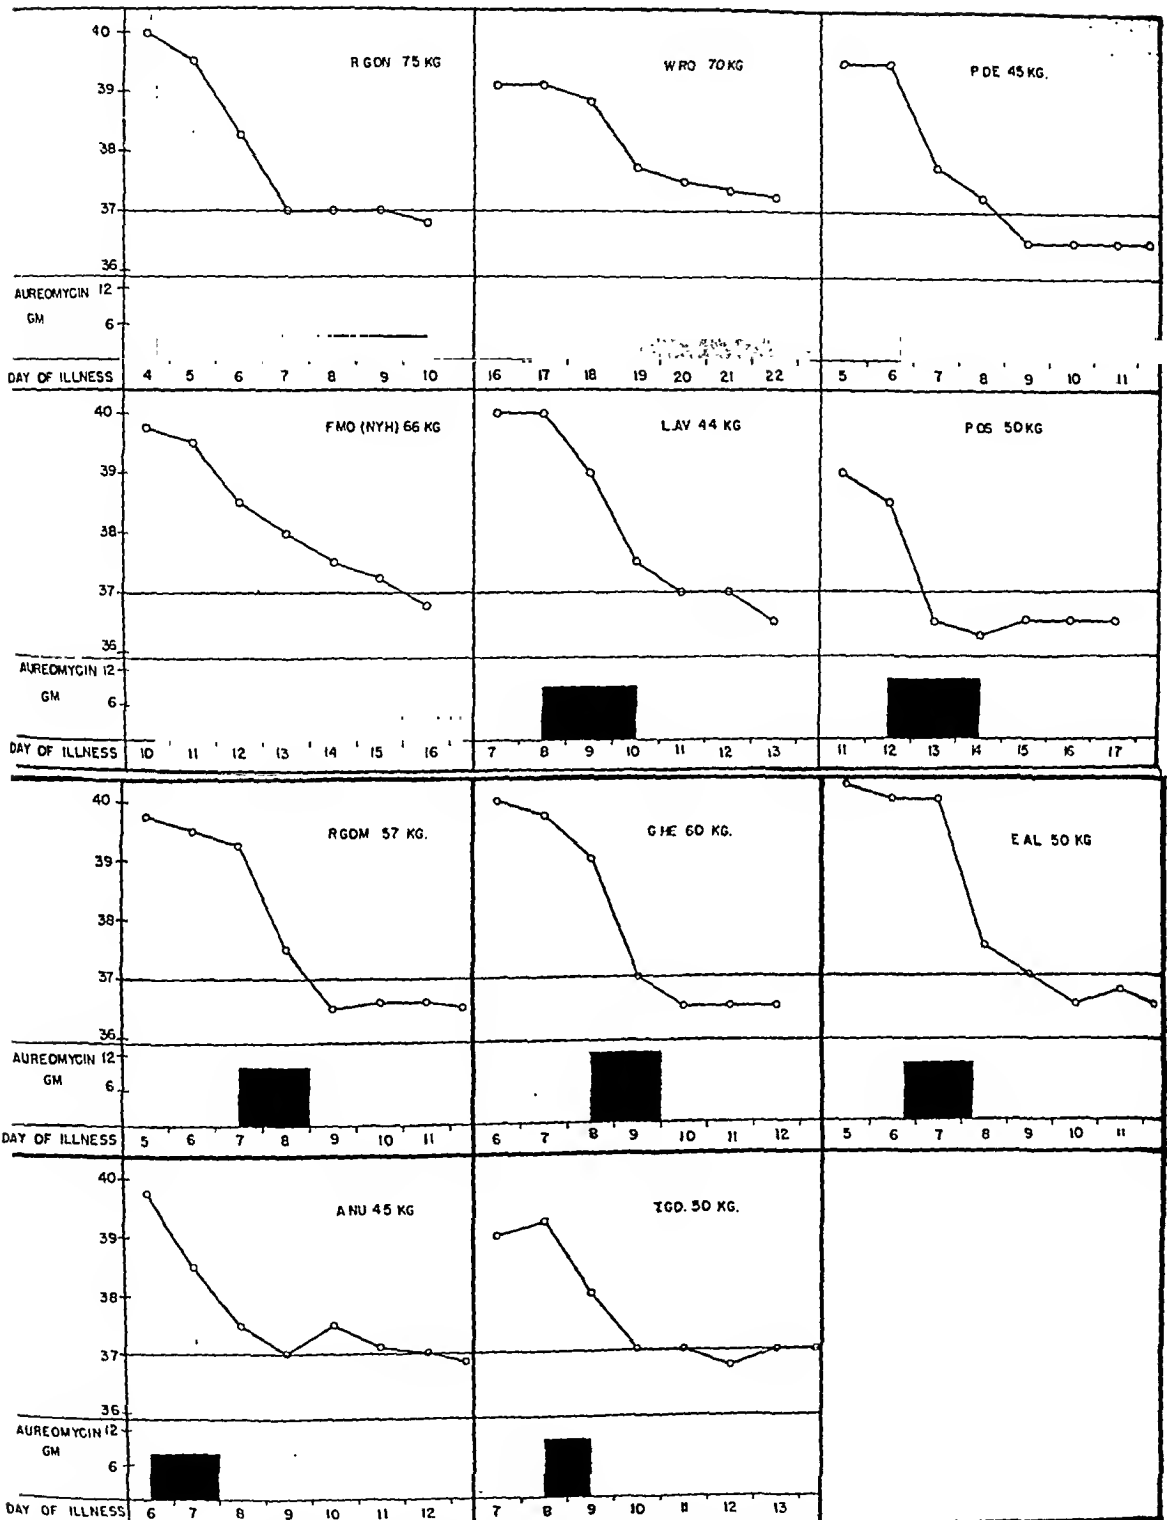 40
RGON 75 KG
WRO 70 KG
PDE 45 KG.
39
38
37
36
AUREOMYCIN 12
GM
6
DAY OF ILLNESS 4 5 6 7 8 9 10 16 17 18 19 20 21 22 5 6 7 8 9 10 11
40
FMO (NYH) 66 KG
LAV 44 KG
POS 50 KG
39
38
37
36
AUREOMYCIN 12
GM
6
DAY OF ILLNESS 10 11 12 13 14 15 16 7 8 9 10 11 12 13 11 12 13 14 15 16 17
40
RGDM 57 KG.
GHE 60 KG.
EAL 50 KG
39
38
37
36
AUREOMYCIN 12
GM
6
DAY OF ILLNESS 5 6 7 8 9 10 11 6 7 8 9 10 11 12 5 6 7 8 9 10 11
40
ANU 45 KG
50 KG.
39
38
37
36
AUREOMYCIN 12
GM
6
DAY OF ILLNESS 6 7 8 9 10 11 12 7 8 9 10 11 12 13